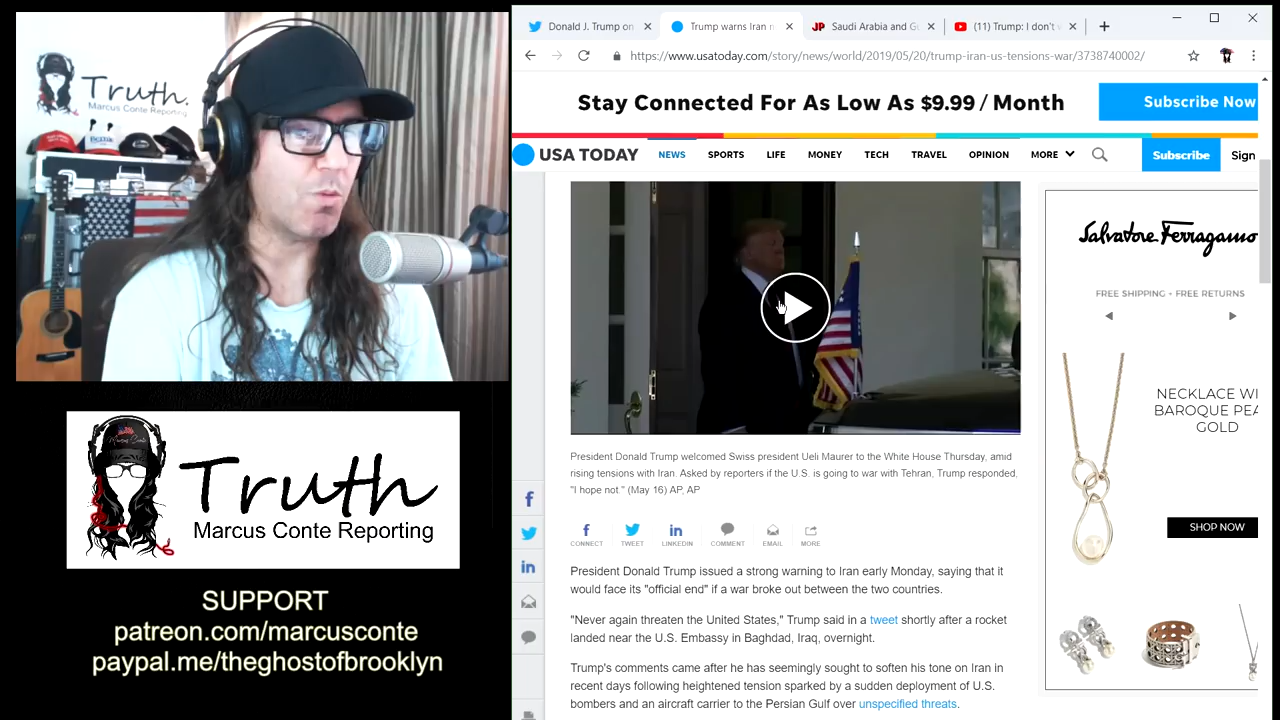 Truth.
Marcus Conte Reporting
Truth
Marcus Conte Reporting
SUPPORT
patreon.com/marcusconte
paypal.me/theghostofbrooklyn
Donald J. Trump on
Trump warns Iran n
Saudi Arabia and Gu
(11) Trump: I don't w
https://www.usatoday.com/story/news/world/2019/05/20/trump-iran-us-tensions-war/3738740002/
Stay Connected For As Low As $9.99 / Month
Subscribe Now
USA TODAY
NEWS SPORTS LIFE MONEY TECH TRAVEL OPINION MORE
Subscribe
Sign
President Donald Trump welcomed Swiss president Ueli Maurer to the White House Thursday, amid
rising tensions with Iran. Asked by reporters if the U.S. is going to war with Tehran, Trump responded,
"I hope not." (May 16) AP, AP
CONNECT TWEET LINKEDIN COMMENT EMAIL MORE
President Donald Trump issued a strong warning to Iran early Monday, saying that it
would face its "official end" if a war broke out between the two countries.
"Never again threaten the United States," Trump said in a tweet shortly after a rocket
landed near the U.S. Embassy in Baghdad, Iraq, overnight.
Trump's comments came after he has seemingly sought to soften his tone on Iran in
recent days following heightened tension sparked by a sudden deployment of U.S.
bombers and an aircraft carrier to the Persian Gulf over unspecified threats.
Salvatore Ferragamo
FREE SHIPPING + FREE RETURNS
NECKLACE WI
BAROQUE PEA
GOLD
SHOP NOW